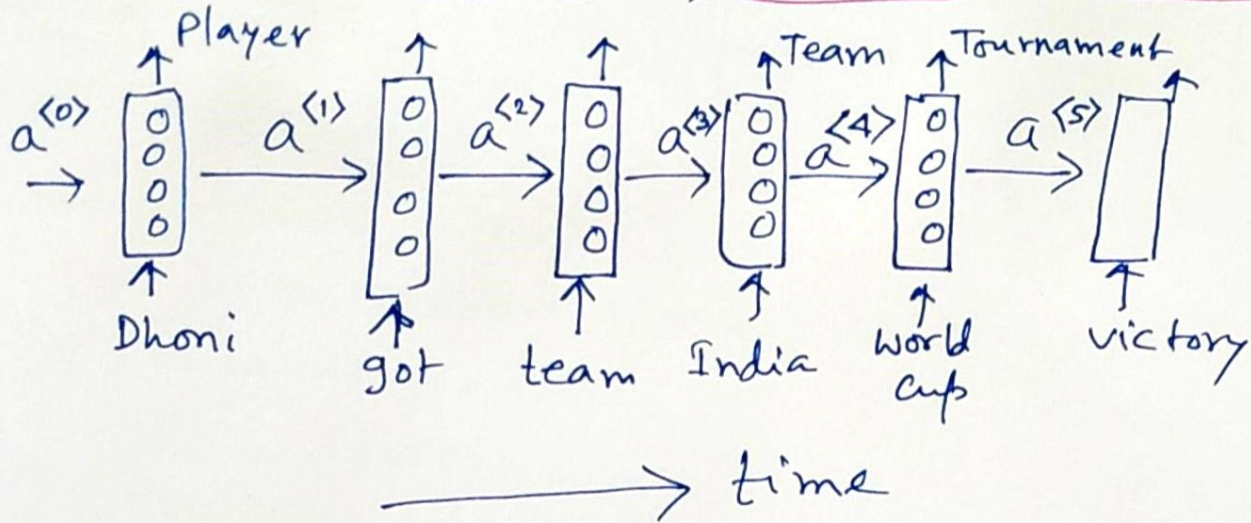 Player Team Tournament
a<0> a<1> a<2> a<3> a<4> a<5>
Dhoni got team India world cup victory
time